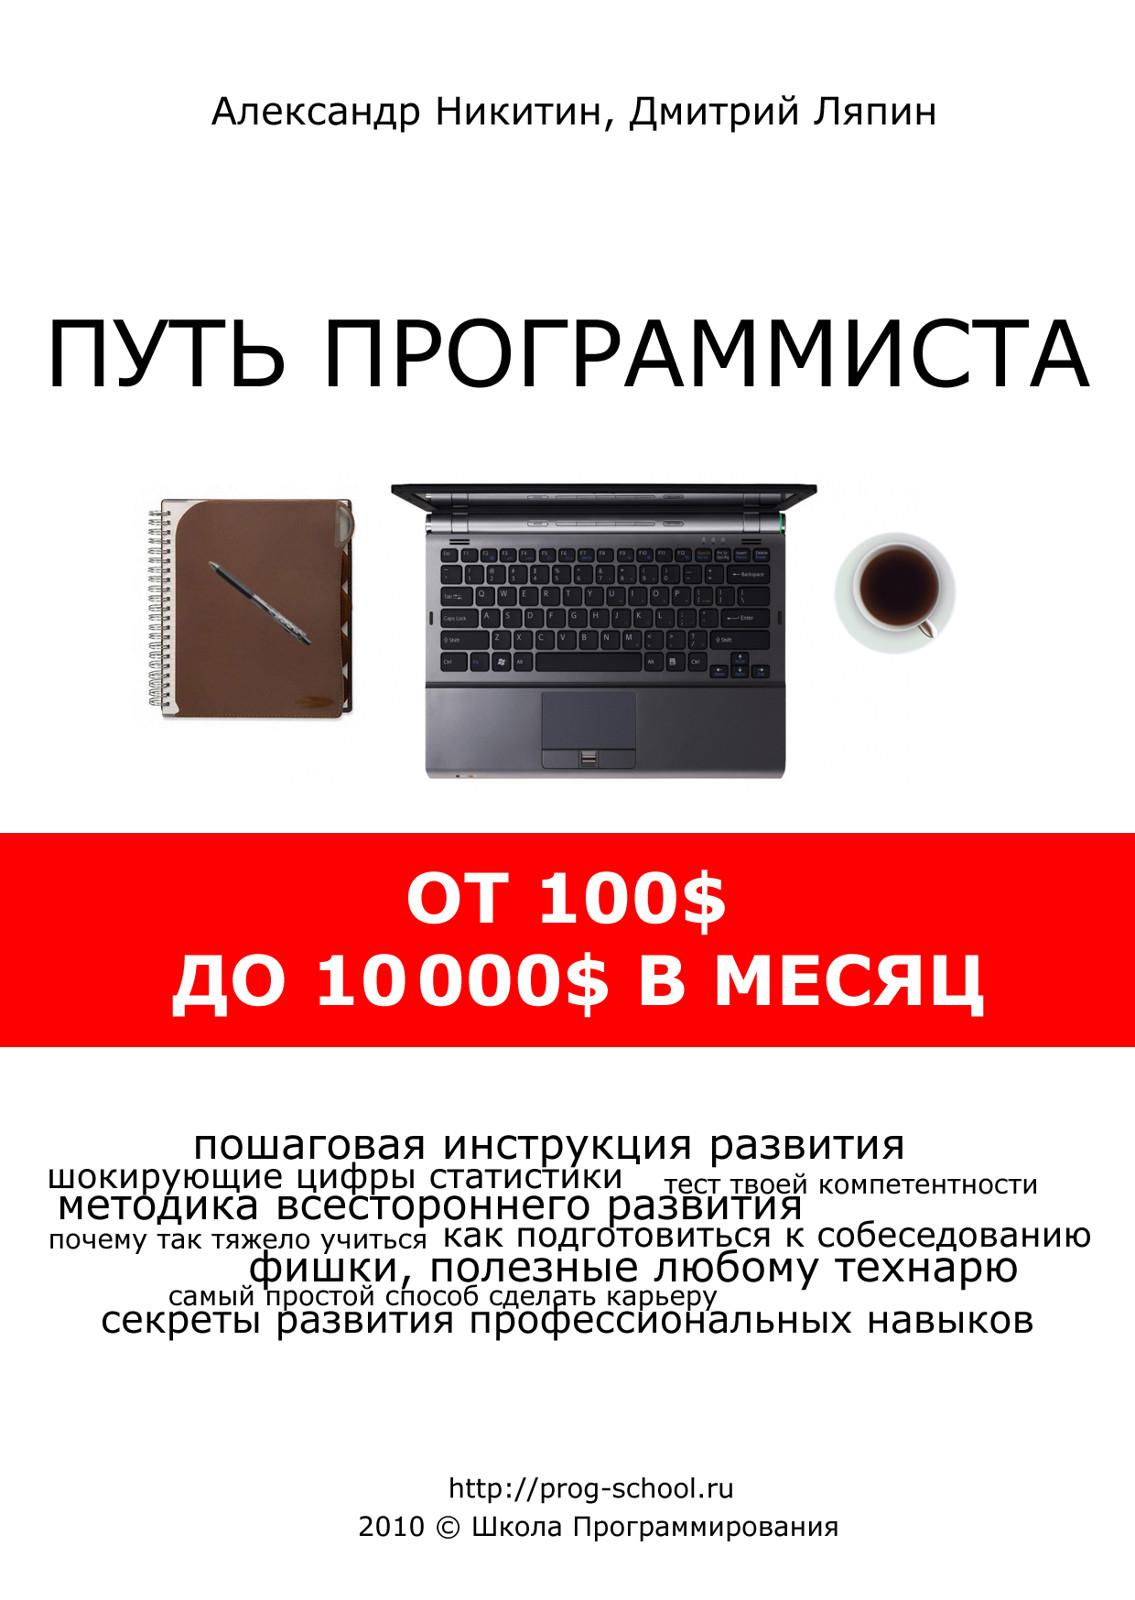 Александр Никитин, Дмитрий Ляпин
ПУТЬ ПРОГРАММИСТА
ОТ 100$
ДО 10 000$ В МЕСЯЦ
пошаговая инструкция развития
шокирующие цифры статистики
тест твоей компетентности
методика всестороннего развития
почему так тяжело учиться
как подготовиться к собеседованию
фишки, полезные любому технарю
самый простой способ сделать карьеру
секреты развития профессиональных навыков
http://prog-school.ru
2010 © Школа Программирования